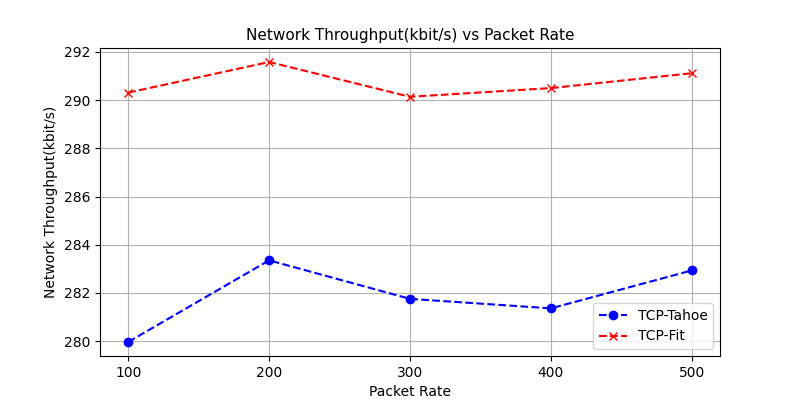 Network Throughput(kbit/s) vs Packet Rate
Network Throughput(kbit/s)
292
290
288
286
284
282
280
100 200 300 400 500
Packet Rate
TCP-Tahoe
TCP-Fit